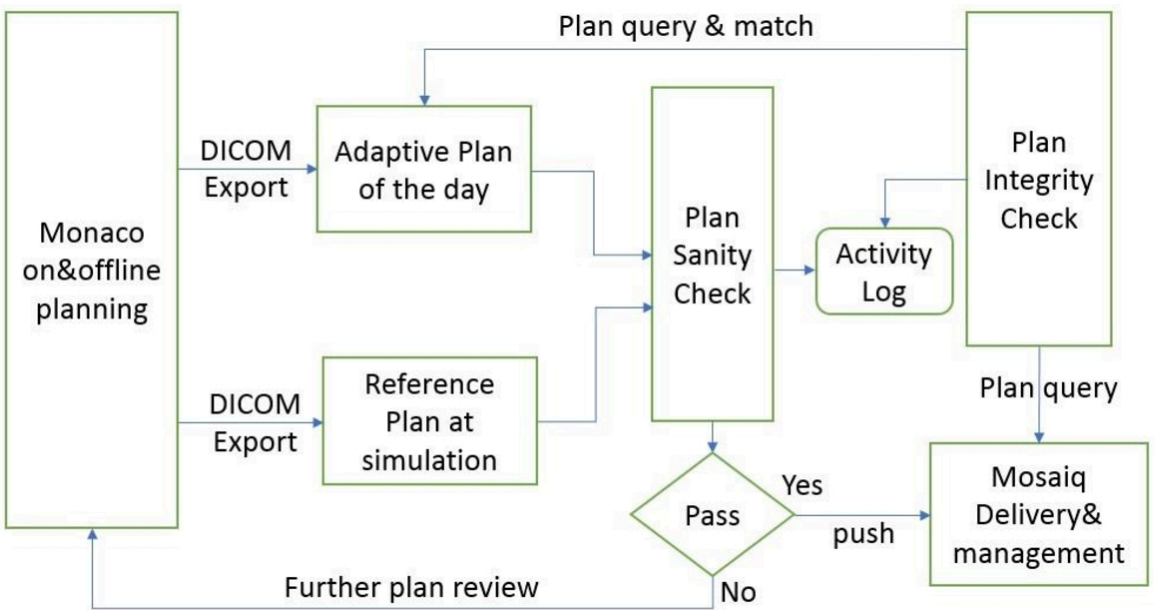 Plan query & match
DICOM
Export
Adaptive Plan
of the day
Plan
Integrity
Check
Monaco
on&offline
planning
Plan
Sanity
Check
Activity
Log
DICOM
Export
Reference
Plan at
simulation
Plan query
Pass
Yes
push
Mosaiq
Delivery&
management
Further plan review
No